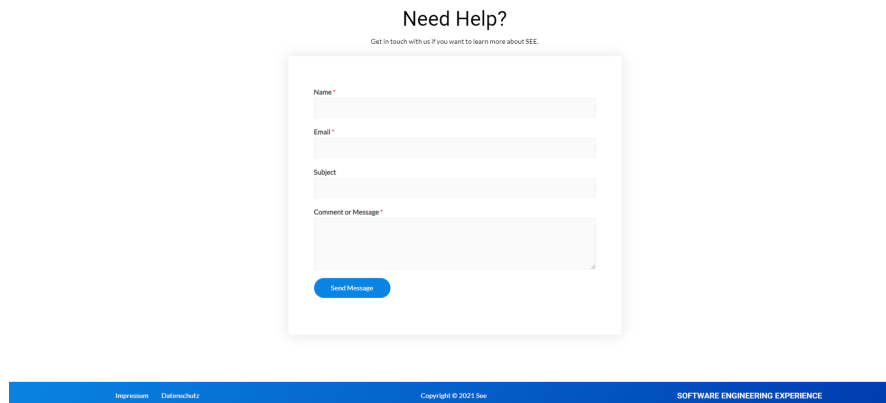 Need Help?
Get in touch with us if you want to learn more about SEE.
Name *
Email *
Subject
Comment or Message *
Send Message
Impressum Datenschutz Copyright © 2021 See SOFTWARE ENGINEERING EXPERIENCE